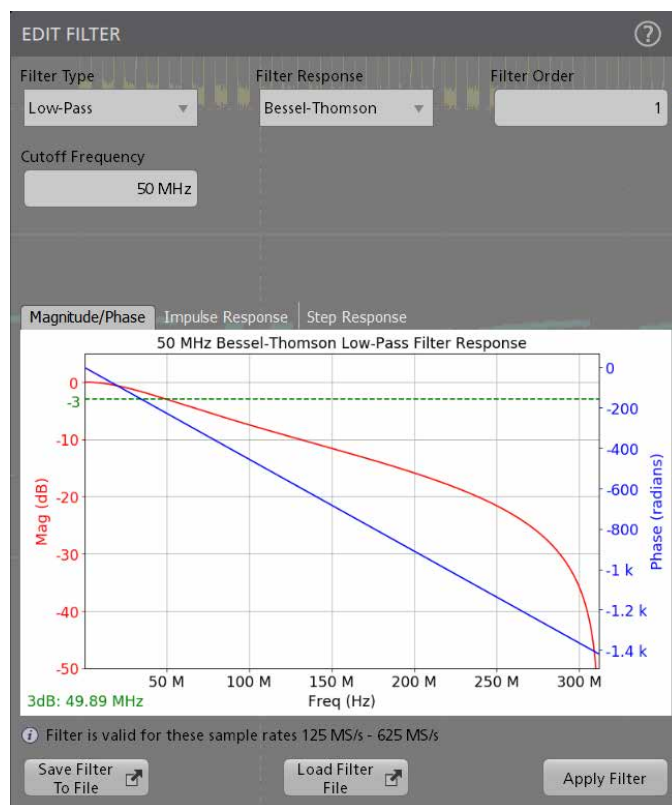 EDIT FILTER
?
Filter Type
Filter Response
Filter Order
Low-Pass
Bessel-Thomson
1
Cutoff Frequency
50 MHz
Magnitude/Phase
Impulse Response
Step Response
50 MHz Bessel-Thomson Low-Pass Filter Response
0
-3
-10
-20
-30
-40
-50
Mag (dB)
0
-200
-400
-600
-800
-1 k
-1.2 k
-1.4 k
Phase (radians)
50 M
100 M
150 M
200 M
250 M
300 M
Freq (Hz)
3dB: 49.89 MHz
i
Filter is valid for these sample rates 125 MS/s - 625 MS/s
Save Filter
To File
Load Filter
File
Apply Filter